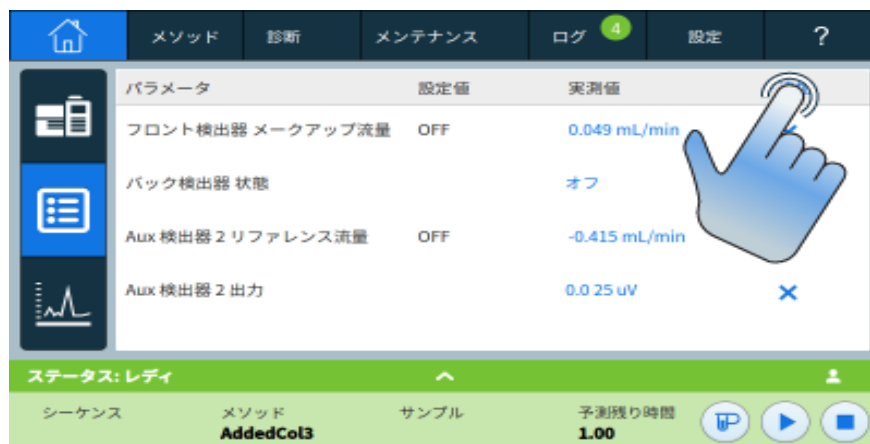 メソッド 診断 メンテナンス ログ 4 設定 ?
パラメータ 設定値 実測値
フロント検出器 メークアップ流量 OFF 0.049 mL/min
バック検出器 状態 オフ
Aux 検出器 2 リファレンス流量 OFF -0.415 mL/min
Aux 検出器 2 出力 0.0 25 uV
ステータス: レディ
シーケンス メソッド サンプル 予測残り時間
AddedCol3 1.00